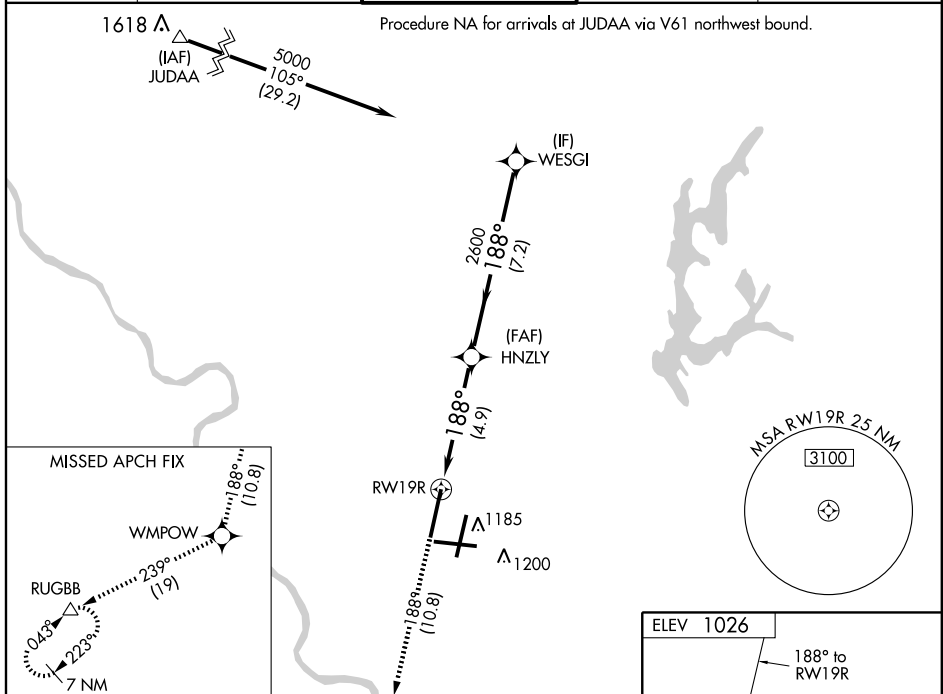 Procedure NA for arrivals at JUDAA via V61 northwest bound.
1618
(IAF)
JUDAA
5000
105°
(29.2)
(IF)
WESGI
2600
188°
(7.2)
(FAF)
HNZLY
188°
(4.9)
RW19R
1185
1200
188°
(10.8)
MSA RW19R 25 NM
3100
MISSED APCH FIX
188°
(10.8)
WMPOW
239°
(19)
RUGBB
043°
223°
7 NM
ELEV 1026
188° to
RW19R